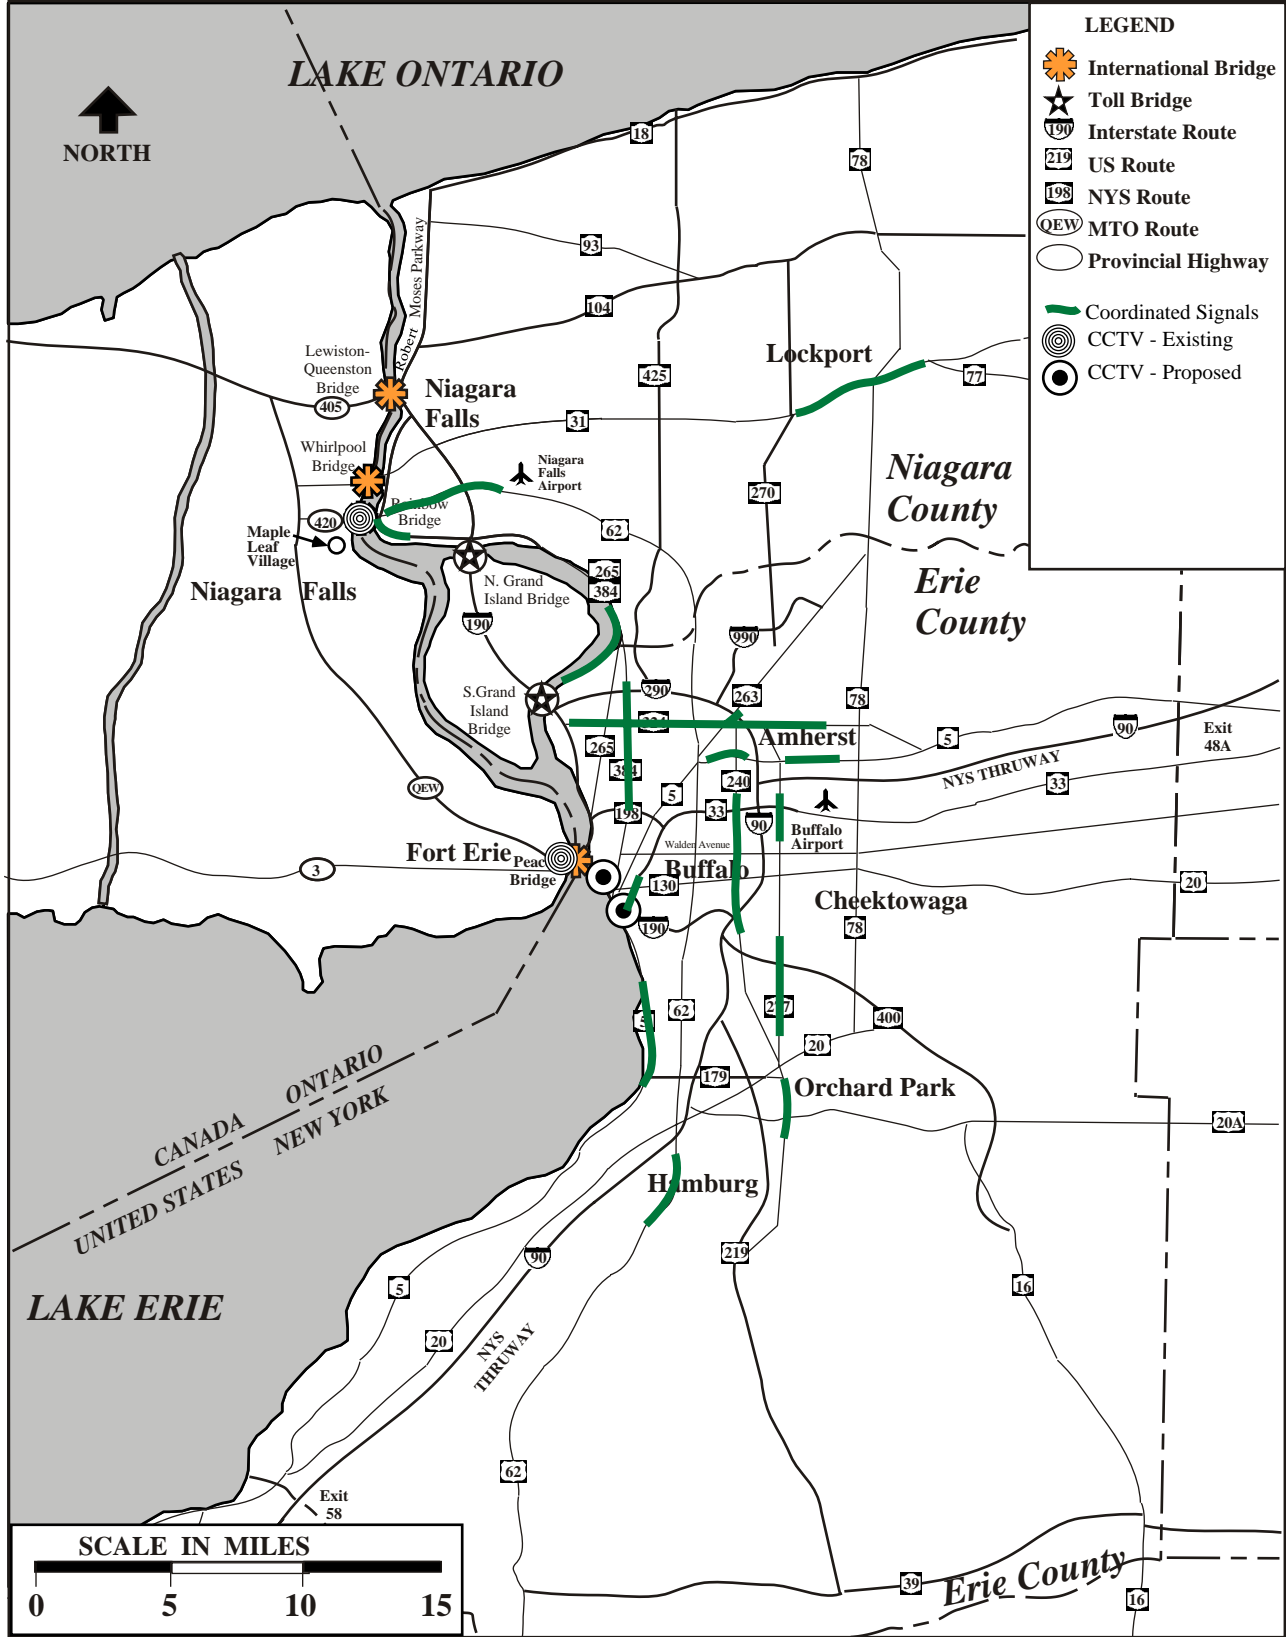 LEGEND
International Bridge
Toll Bridge
190 Interstate Route
219 US Route
198 NYS Route
QEW MTO Route
Provincial Highway
Coordinated Signals
CCTV - Existing
CCTV - Proposed
LAKE ONTARIO
NORTH
18
78
Robert Moses Parkway
93
104
Lewiston-
Queenston
Bridge
405
Niagara
Falls
425
Lockport
77
31
Whirlpool
Bridge
Niagara
Falls
Airport
Niagara
County
270
Rainbow
Bridge
420
Maple
Leaf
Village
62
Niagara Falls
N. Grand
Island Bridge
265
384
Erie
County
190
990
S.Grand
Island
Bridge
290
263
78
324
Amherst
5
90
Exit
48A
265
384
240
NYS THRUWAY
33
QEW
5
198
33
90
Buffalo
Airport
Walden Avenue
Fort Erie
Peac
Bridge
3
Buffalo
130
20
Cheektowaga
190
78
5
62
277
400
20
179
Orchard Park
ONTARIO
CANADA
NEW YORK
UNITED STATES
20A
Hamburg
219
90
5
16
LAKE ERIE
20
NYS
THRUWAY
62
Exit
58
SCALE IN MILES
0 5 10 15
39
Erie County
16